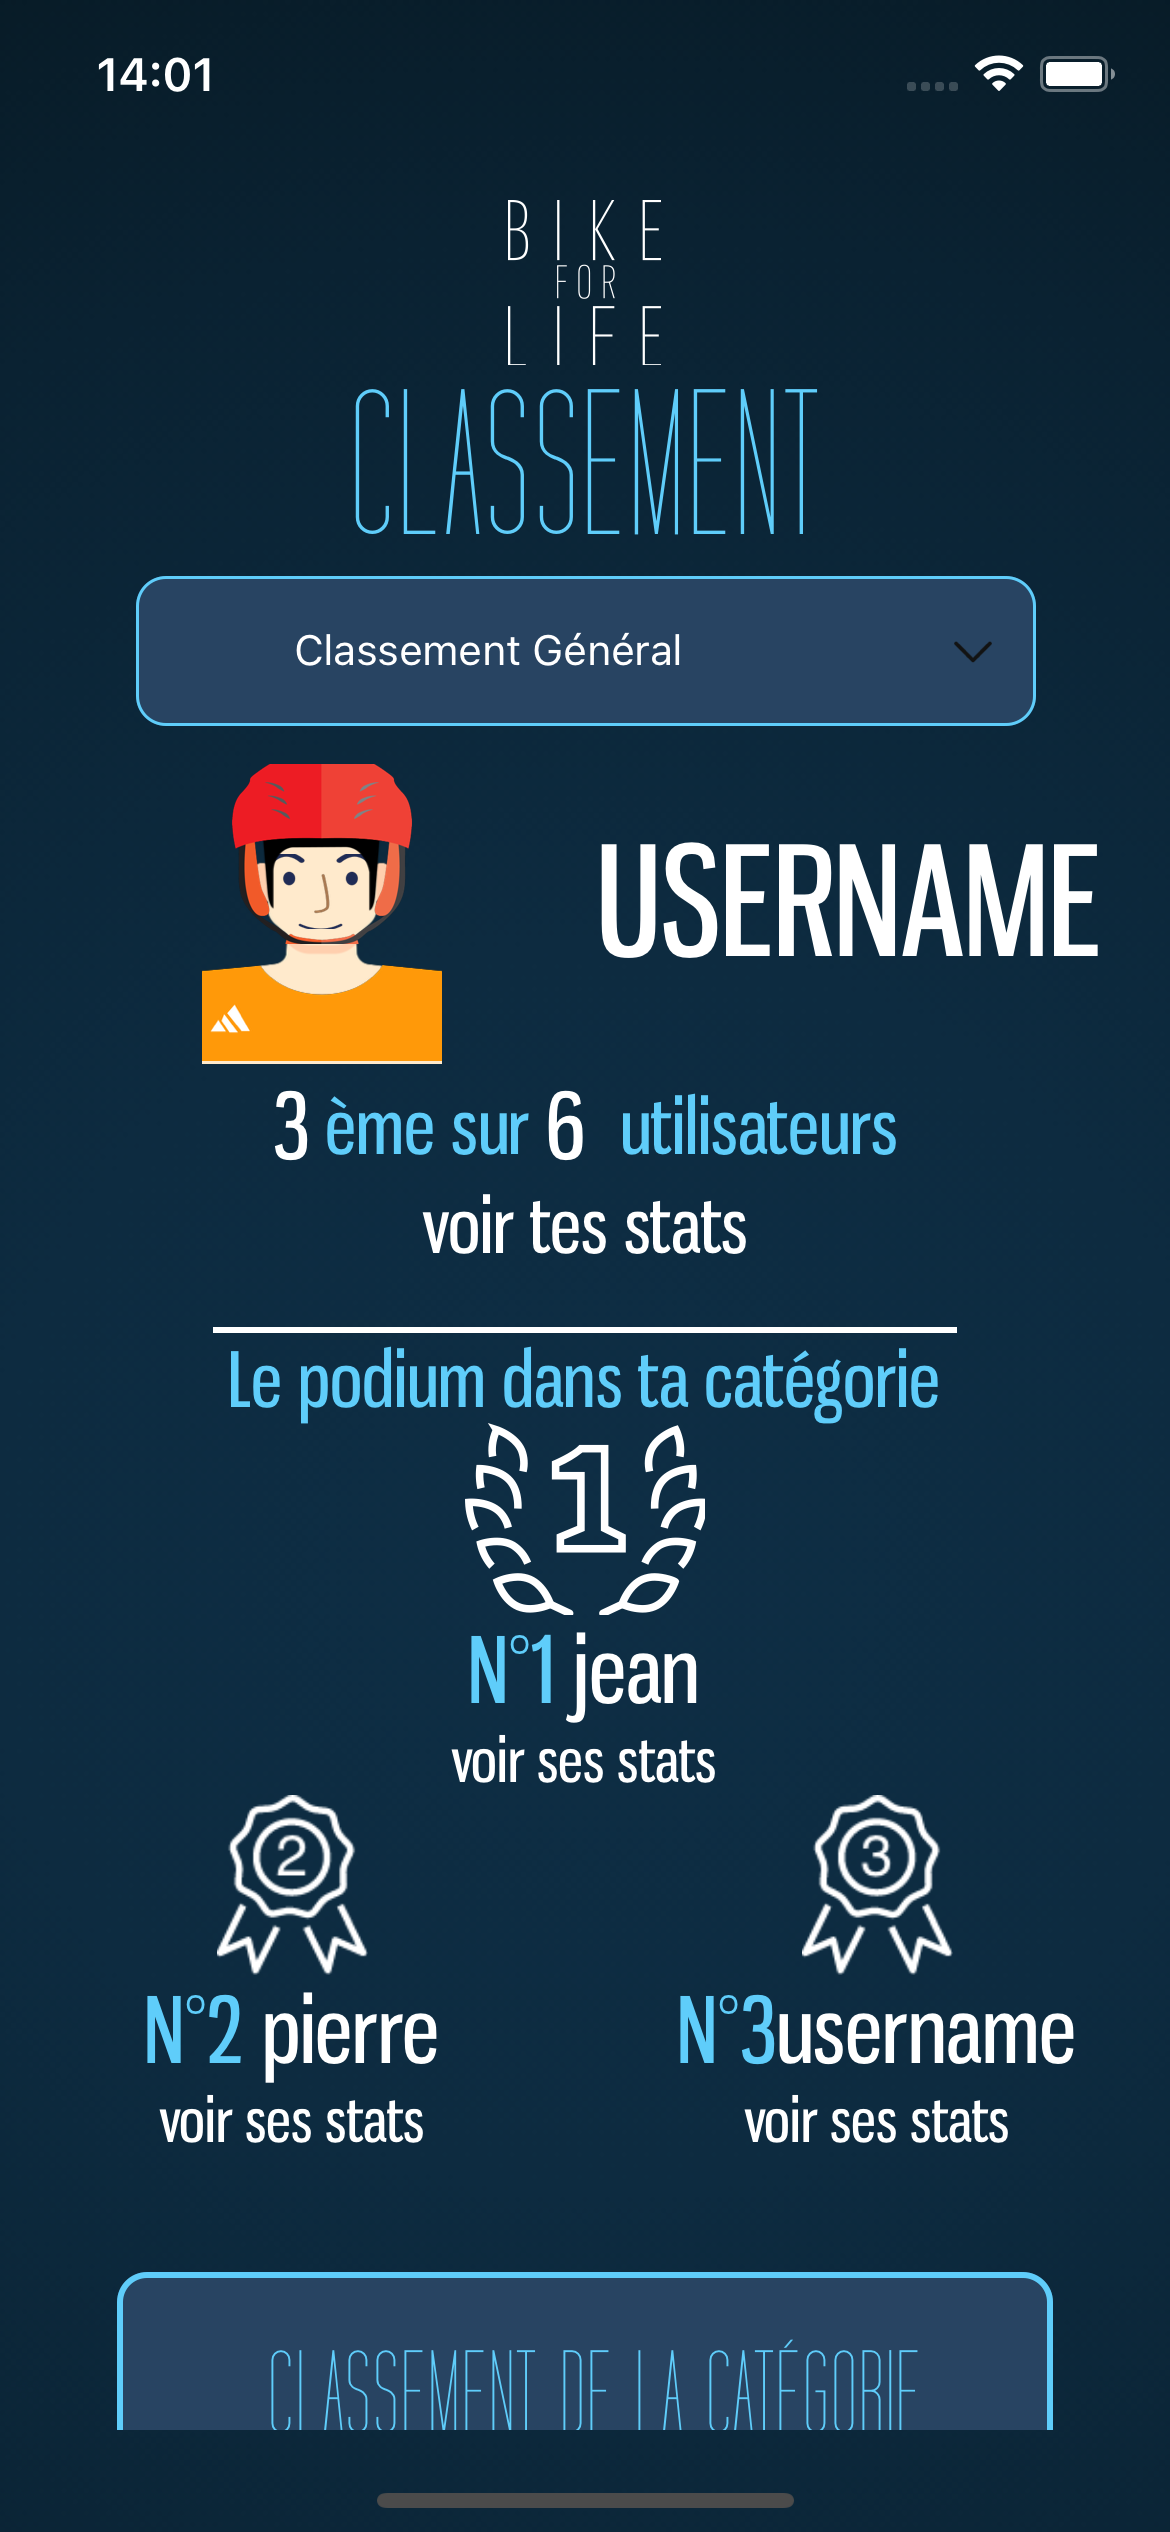 14:01
BIKE
FOR
LIFE
CLASSEMENT
Classement Général
USERNAME
3 ème sur 6 utilisateurs
voir tes stats
Le podium dans ta catégorie
1
N°1 jean
voir ses stats
2
3
N°2 pierre
N°3username
voir ses stats
voir ses stats
CLASSEMENT DE LA CATÉGORIE